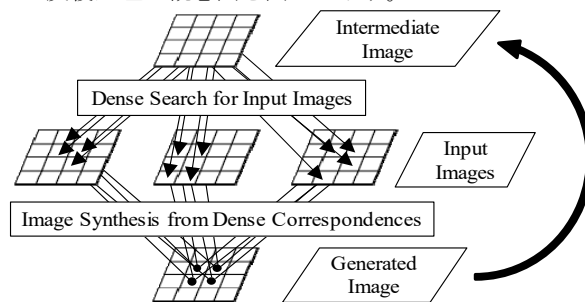 Intermediate
Image
Dense Search for Input Images
Input
Images
Image Synthesis from Dense Correspondences
Generated
Image